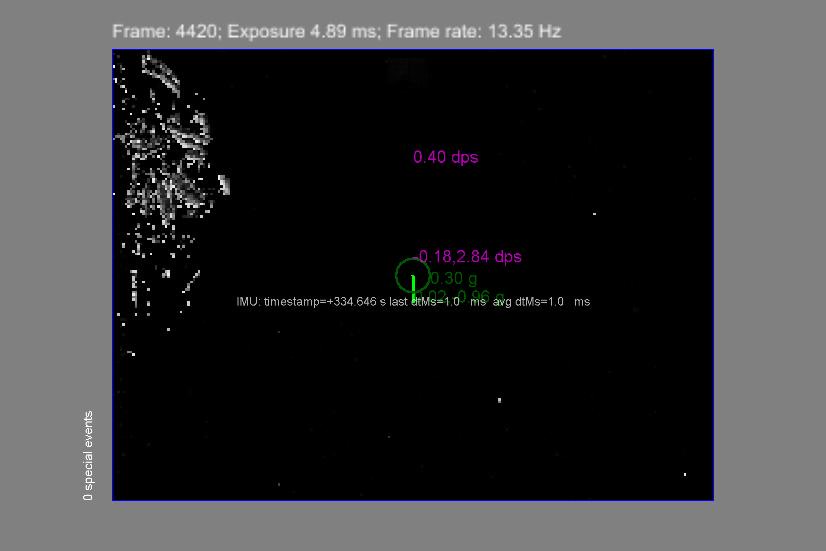 Frame: 4420; Exposure 4.89 ms; Frame rate: 13.35 Hz
0.40 dps
-0.18,2.84 dps
0.30 g
0.96 g
IMU: timestamp=+334.646 s last dtMs=1.0 ms avg dtMs=1.0 ms
0 special events